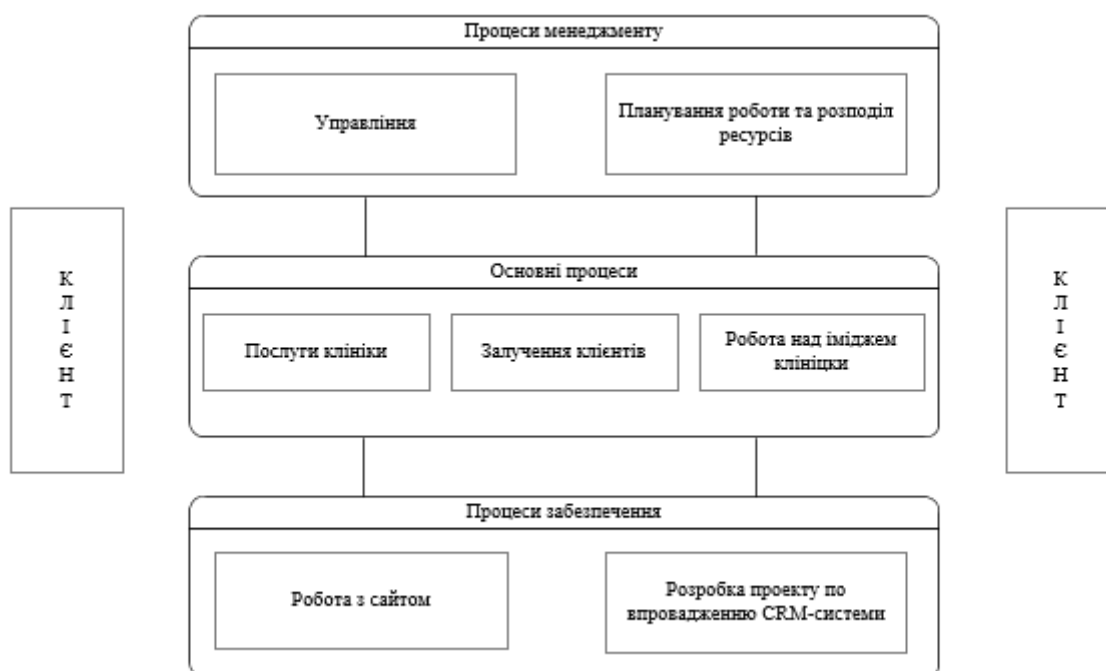 Процеси менеджменту
Управління
Планування роботи та розподіл
ресурсів
К
Л
І
Є
Н
Т
Основні процеси
Послуги клініки
Залучення клієнтів
Робота над іміджем
клініцки
К
Л
І
Є
Н
Т
Процеси забезпечення
Робота з сайтом
Розробка проекту по
впровадженню CRM-системи